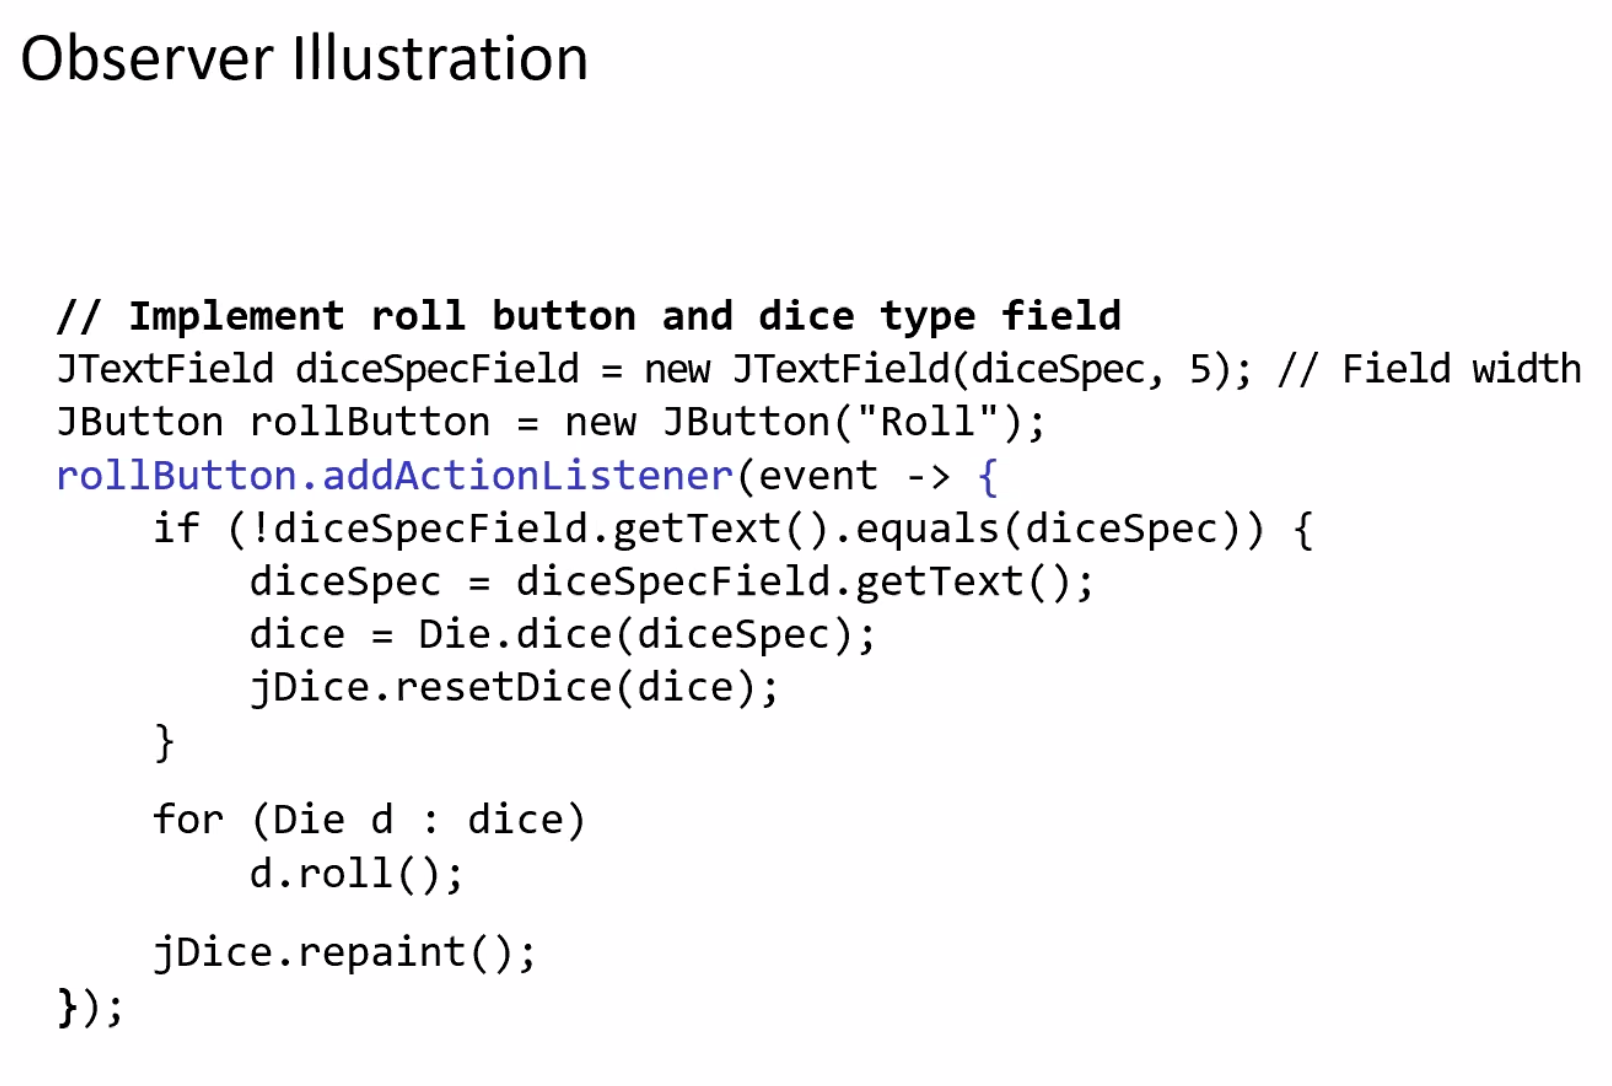 Observer Illustration
// Implement roll button and dice type field
JTextField diceSpecField = new JTextField(diceSpec, 5); // Field width
JButton rollButton = new JButton("Roll");
rollButton.addActionListener(event -> {
    if (!diceSpecField.getText().equals(diceSpec)) {
        diceSpec = diceSpecField.getText();
        dice = Die.dice(diceSpec);
        jDice.resetDice(dice);
    }
    for (Die d : dice)
        d.roll();
    jDice.repaint();
});